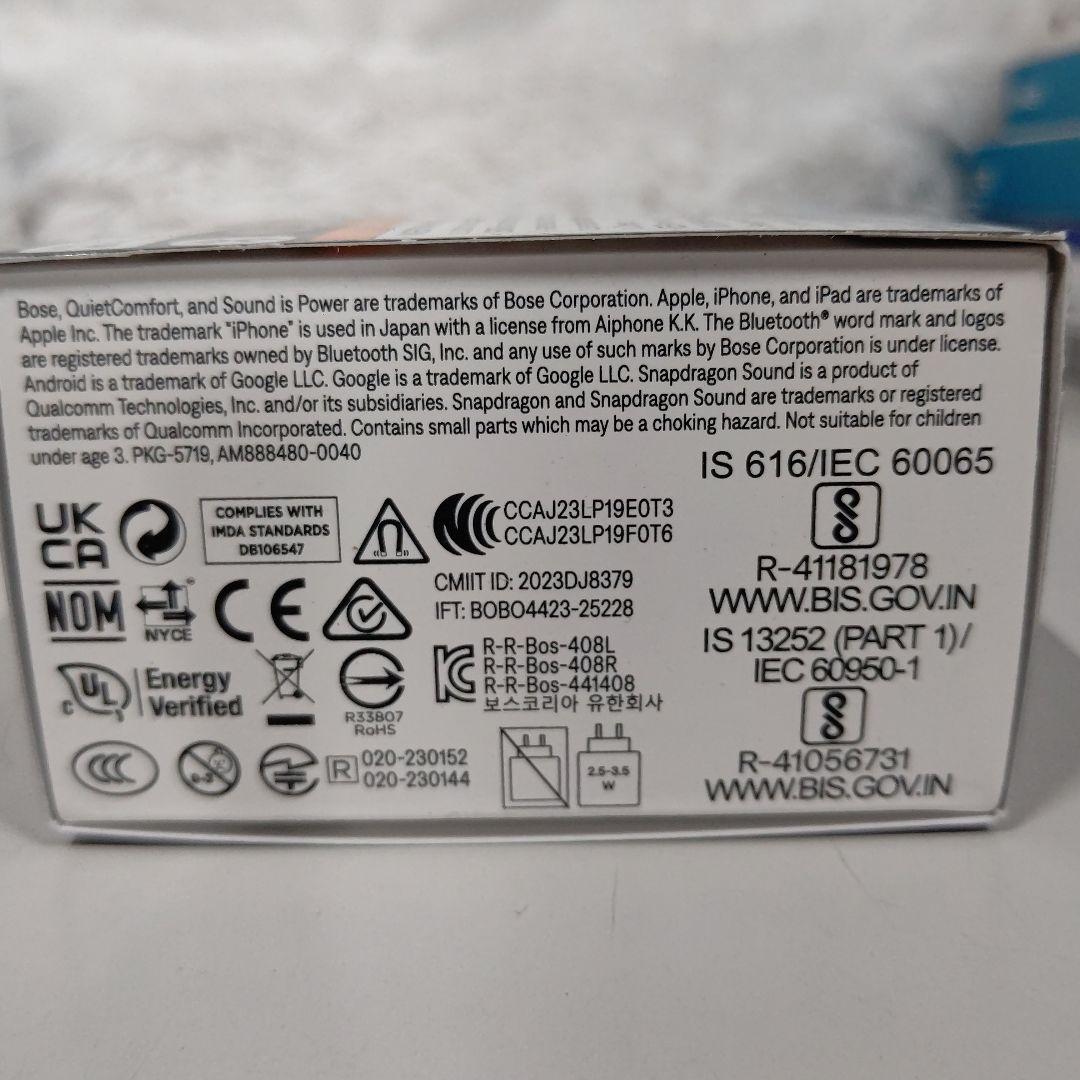 Bose, QuietComfort, and Sound is Power are trademarks of Bose Corporation. Apple, iPhone, and iPad are trademarks of
Apple Inc. The trademark "iPhone" is used in Japan with a license from Aiphone K.K. The Bluetooth® word mark and logos
are registered trademarks owned by Bluetooth SIG, Inc. and any use of such marks by Bose Corporation is under license.
Android is a trademark of Google LLC. Google is a trademark of Google LLC. Snapdragon Sound is a product of
Qualcomm Technologies, Inc. and/or its subsidiaries. Snapdragon and Snapdragon Sound are trademarks or registered
trademarks of Qualcomm Incorporated. Contains small parts which may be a choking hazard. Not suitable for children
under age 3. PKG-5719, AM888480-0040
UK
CA
COMPLIES WITH
IMDA STANDARDS
DB106547
CCAJ23LP19E0T3
CCAJ23LP19F0T6
NOM
NYCE
CE
CMIIT ID: 2023DJ8379
IFT: BOBO4423-25228
c UL
Energy
Verified
R33807
RoHS
KC
R-R-Bos-408L
R-R-Bos-408R
R-R-Bos-441408
보스코리아 유한회사
CCC
0-3
R
020-230152
020-230144
2.5-3.5
W
IS 616/IEC 60065
R-41181978
WWW.BIS.GOV.IN
IS 13252 (PART 1)/
IEC 60950-1
R-41056731
WWW.BIS.GOV.IN